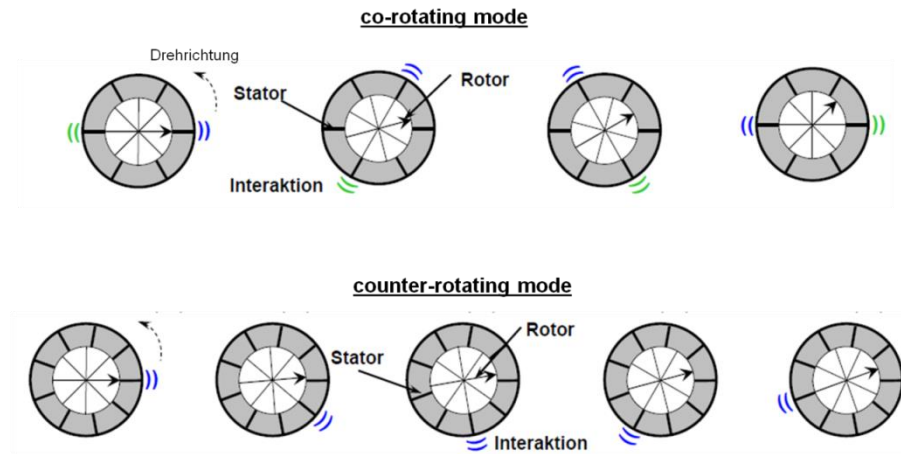 co-rotating mode
Drehrichtung
Stator
Rotor
Interaktion
counter-rotating mode
Rotor
Stator
Interaktion